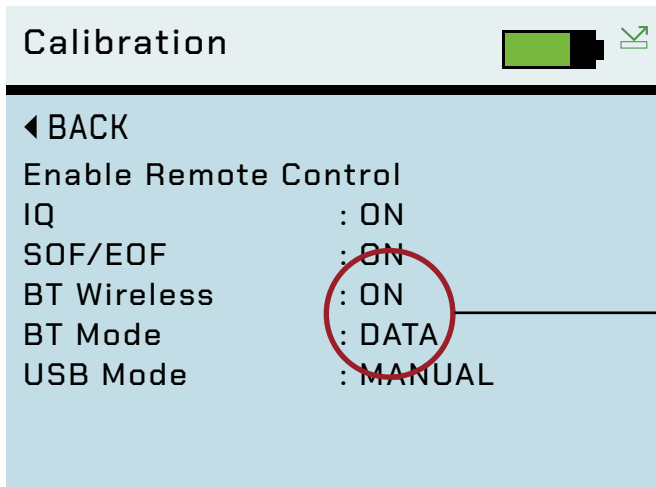 Calibration
BACK
Enable Remote Control
IQ : ON
SOF/EOF : ON
BT Wireless : ON
BT Mode : DATA
USB Mode : MANUAL